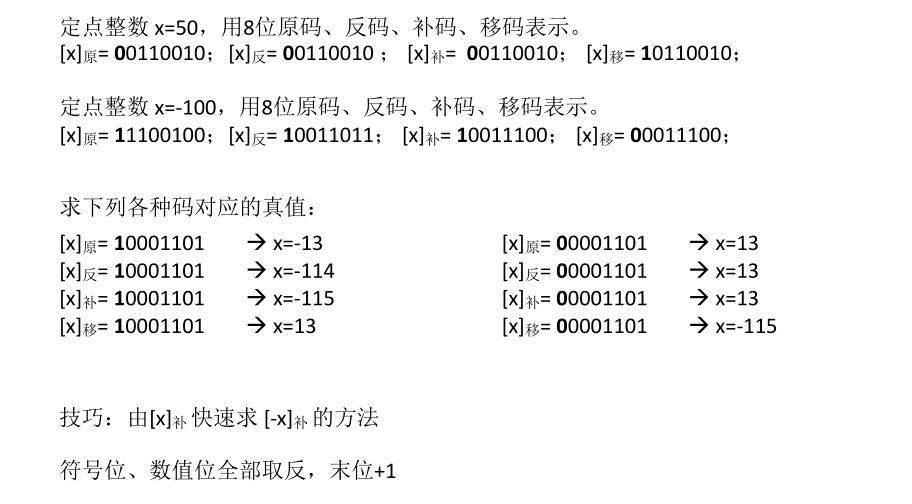 定点整数 x=50，用8位原码、反码、补码、移码表示。
[x]原= 00110010；[x]反= 00110010 ； [x]补=  00110010； [x]移= 10110010；
定点整数 x=-100，用8位原码、反码、补码、移码表示。
[x]原= 11100100；[x]反= 10011011； [x]补= 10011100； [x]移= 00011100；
求下列各种码对应的真值：
[x]原= 10001101 → x=-13 [x]原= 00001101 → x=13
[x]反= 10001101 → x=-114 [x]反= 00001101 → x=13
[x]补= 10001101 → x=-115 [x]补= 00001101 → x=13
[x]移= 10001101 → x=13 [x]移= 00001101 → x=-115
技巧：由[x]补 快速求 [-x]补 的方法
符号位、数值位全部取反，末位+1